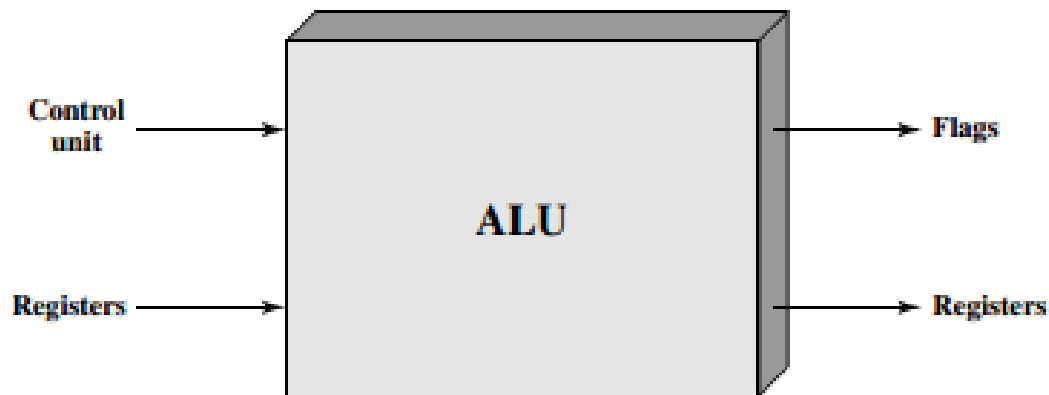 Control
unit
Flags
ALU
Registers
Registers